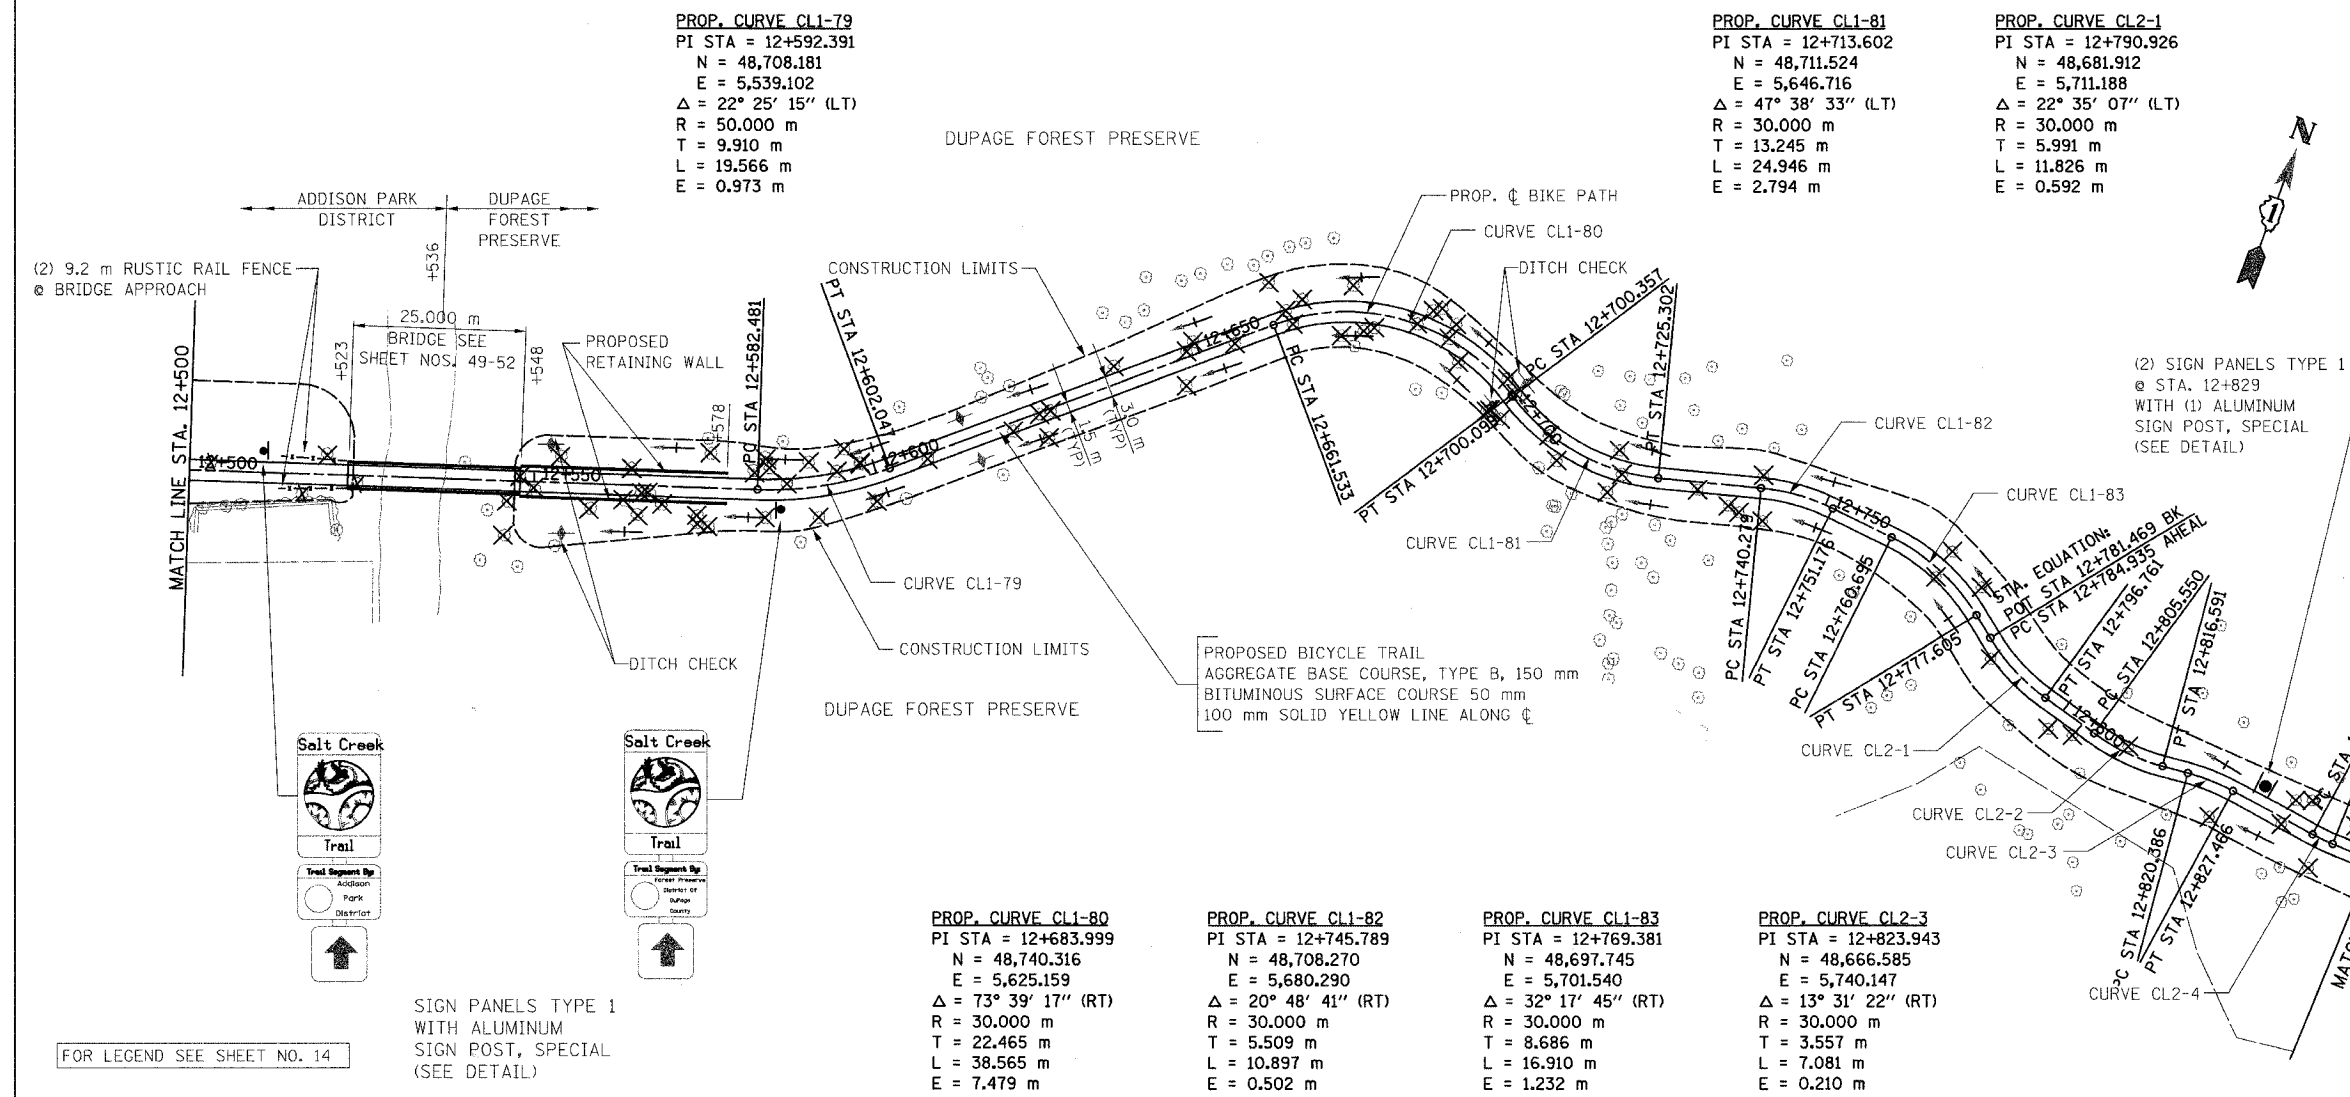 PROP. CURVE CL1-79
PI STA = 12+592.391
N = 48,708.181
E = 5,539.102
Δ = 22° 25′ 15″ (LT)
R = 50.000 m
T = 9.910 m
L = 19.566 m
E = 0.973 m
PROP. CURVE CL1-81
PI STA = 12+713.602
N = 48,711.524
E = 5,646.716
Δ = 47° 38′ 33″ (LT)
R = 30.000 m
T = 13.245 m
L = 24.946 m
E = 2.794 m
PROP. CURVE CL2-1
PI STA = 12+790.926
N = 48,681.912
E = 5,711.188
Δ = 22° 35′ 07″ (LT)
R = 30.000 m
T = 5.991 m
L = 11.826 m
E = 0.592 m
N
1
DUPAGE FOREST PRESERVE
ADDISON PARK
DISTRICT
DUPAGE
FOREST
PRESERVE
+536
(2) 9.2 m RUSTIC RAIL FENCE
@ BRIDGE APPROACH
25.000 m
BRIDGE SEE
SHEET NOS. 49-52
+523
+548
PROPOSED
RETAINING WALL
+578
MATCH LINE STA. 12+500
12+500
12+550
PC STA 12+582.481
PT STA 12+602.047
12+600
CONSTRUCTION LIMITS
1.5 m
(TYP)
3.0 m
(TYP)
12+650
PC STA 12+661.533
PROP. ℄ BIKE PATH
CURVE CL1-80
DITCH CHECK
PC STA 12+700.357
PT STA 12+700.098
12+700
PT STA 12+725.302
CURVE CL1-81
CURVE CL1-82
PC STA 12+740.279
PT STA 12+751.176
12+750
PC STA 12+760.695
CURVE CL1-83
STA. EQUATION:
POT STA 12+781.469 BK
PC STA 12+784.935 AHEAD
PT STA 12+777.605
PT STA 12+796.761
PC STA 12+805.550
PT STA 12+816.591
12+800
(2) SIGN PANELS TYPE 1
@ STA. 12+829
WITH (1) ALUMINUM
SIGN POST, SPECIAL
(SEE DETAIL)
CURVE CL2-1
CURVE CL2-2
CURVE CL2-3
PC STA 12+820.386
PT STA 12+827.466
CURVE CL2-4
CURVE CL1-79
CONSTRUCTION LIMITS
DITCH CHECK
DUPAGE FOREST PRESERVE
PROPOSED BICYCLE TRAIL
AGGREGATE BASE COURSE, TYPE B, 150 mm
BITUMINOUS SURFACE COURSE 50 mm
100 mm SOLID YELLOW LINE ALONG ℄
Salt Creek
Trail
Trail Segment By:
Addison
Park
District
Salt Creek
Trail
Trail Segment By:
Forest Preserve
District Of
DuPage
County
SIGN PANELS TYPE 1
WITH ALUMINUM
SIGN POST, SPECIAL
(SEE DETAIL)
FOR LEGEND SEE SHEET NO. 14
PROP. CURVE CL1-80
PI STA = 12+683.999
N = 48,740.316
E = 5,625.159
Δ = 73° 39′ 17″ (RT)
R = 30.000 m
T = 22.465 m
L = 38.565 m
E = 7.479 m
PROP. CURVE CL1-82
PI STA = 12+745.789
N = 48,708.270
E = 5,680.290
Δ = 20° 48′ 41″ (RT)
R = 30.000 m
T = 5.509 m
L = 10.897 m
E = 0.502 m
PROP. CURVE CL1-83
PI STA = 12+769.381
N = 48,697.745
E = 5,701.540
Δ = 32° 17′ 45″ (RT)
R = 30.000 m
T = 8.686 m
L = 16.910 m
E = 1.232 m
PROP. CURVE CL2-3
PI STA = 12+823.943
N = 48,666.585
E = 5,740.147
Δ = 13° 31′ 22″ (RT)
R = 30.000 m
T = 3.557 m
L = 7.081 m
E = 0.210 m